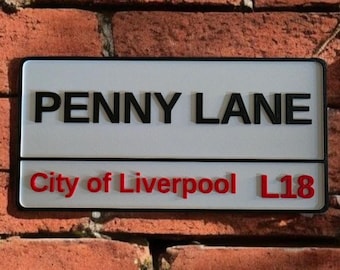 PENNY LANE
City of Liverpool L18